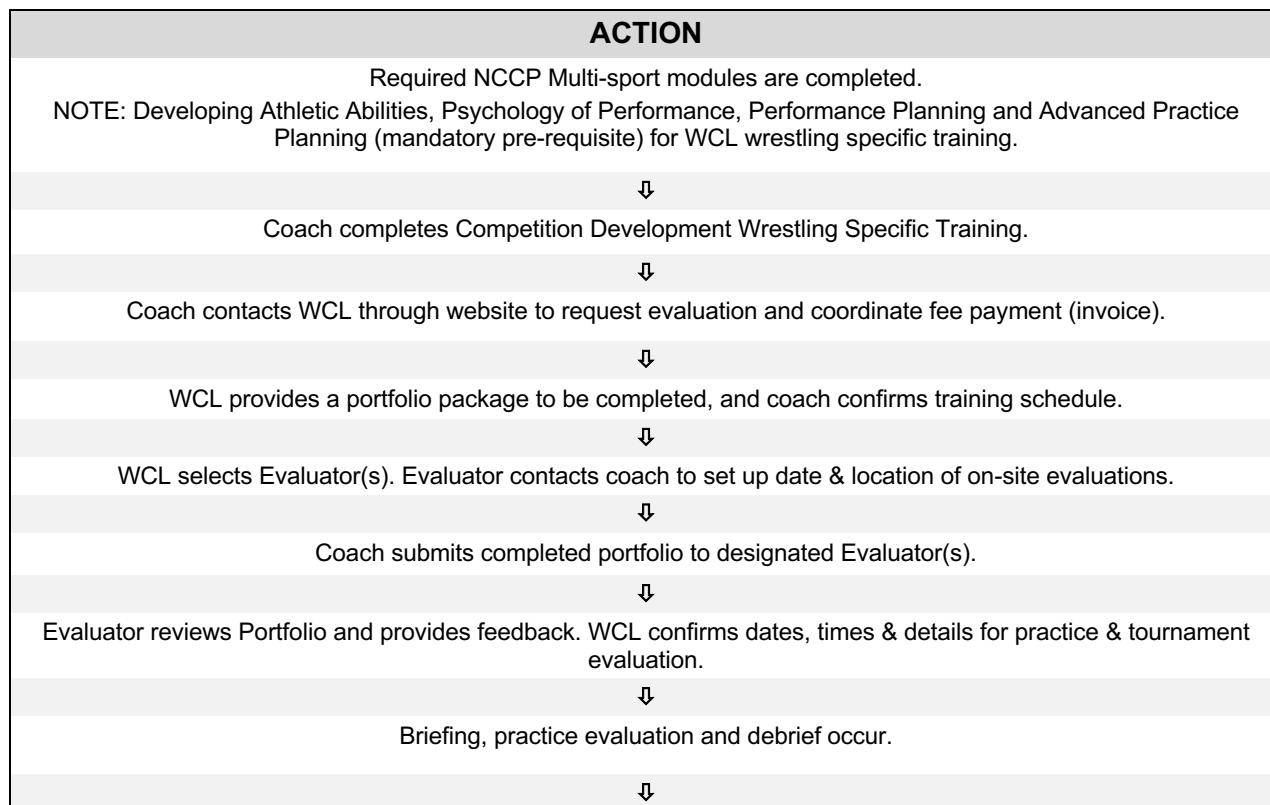 ACTION
Required NCCP Multi-sport modules are completed.
NOTE: Developing Athletic Abilities, Psychology of Performance, Performance Planning and Advanced Practice
Planning (mandatory pre-requisite) for WCL wrestling specific training.
⇩
Coach completes Competition Development Wrestling Specific Training.
⇩
Coach contacts WCL through website to request evaluation and coordinate fee payment (invoice).
⇩
WCL provides a portfolio package to be completed, and coach confirms training schedule.
⇩
WCL selects Evaluator(s). Evaluator contacts coach to set up date & location of on-site evaluations.
⇩
Coach submits completed portfolio to designated Evaluator(s).
⇩
Evaluator reviews Portfolio and provides feedback. WCL confirms dates, times & details for practice & tournament
evaluation.
⇩
Briefing, practice evaluation and debrief occur.
⇩